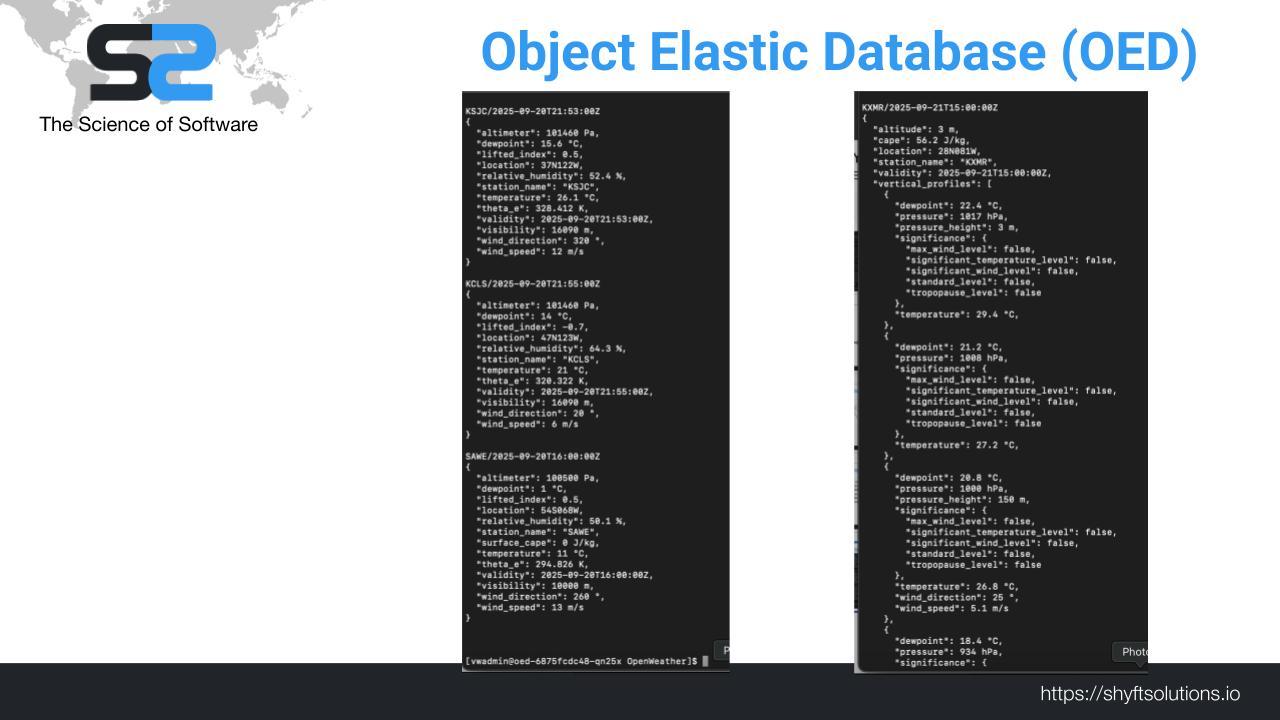 S2
The Science of Software
Object Elastic Database (OED)
KSJC/2025-09-20T21:53:00Z
{
"altimeter": 101460 Pa,
"dewpoint": 15.6 °C,
"lifted_index": 0.5,
"location": 37N122W,
"relative_humidity": 52.4 %,
"station_name": "KSJC",
"temperature": 26.1 °C,
"theta_e": 328.412 K,
"validity": 2025-09-20T21:53:00Z,
"visibility": 16090 m,
"wind_direction": 320 °,
"wind_speed": 12 m/s
}
KCLS/2025-09-20T21:55:00Z
{
"altimeter": 101460 Pa,
"dewpoint": 14 °C,
"lifted_index": -0.7,
"location": 47N123W,
"relative_humidity": 64.3 %,
"station_name": "KCLS",
"temperature": 21 °C,
"theta_e": 320.322 K,
"validity": 2025-09-20T21:55:00Z,
"visibility": 16090 m,
"wind_direction": 20 °,
"wind_speed": 6 m/s
}
SAWE/2025-09-20T16:00:00Z
{
"altimeter": 100500 Pa,
"dewpoint": 1 °C,
"lifted_index": 0.5,
"location": 54S068W,
"relative_humidity": 50.1 %,
"station_name": "SAWE",
"surface_cape": 0 J/kg,
"temperature": 11 °C,
"theta_e": 294.826 K,
"validity": 2025-09-20T16:00:00Z,
"visibility": 10000 m,
"wind_direction": 260 °,
"wind_speed": 13 m/s
}
[vwadmin@oed-6875fcdc48-qn25x OpenWeather]$
P
KXMR/2025-09-21T15:00:00Z
{
"altitude": 3 m,
"cape": 56.2 J/kg,
"location": 28N081W,
"station_name": "KXMR",
"validity": 2025-09-21T15:00:00Z,
"vertical_profiles": [
{
"dewpoint": 22.4 °C,
"pressure": 1017 hPa,
"pressure_height": 3 m,
"significance": {
"max_wind_level": false,
"significant_temperature_level": false,
"significant_wind_level": false,
"standard_level": false,
"tropopause_level": false
},
"temperature": 29.4 °C,
},
{
"dewpoint": 21.2 °C,
"pressure": 1008 hPa,
"significance": {
"max_wind_level": false,
"significant_temperature_level": false,
"significant_wind_level": false,
"standard_level": false,
"tropopause_level": false
},
"temperature": 27.2 °C,
},
{
"dewpoint": 20.8 °C,
"pressure": 1000 hPa,
"pressure_height": 150 m,
"significance": {
"max_wind_level": false,
"significant_temperature_level": false,
"significant_wind_level": false,
"standard_level": false,
"tropopause_level": false
},
"temperature": 26.8 °C,
"wind_direction": 25 °,
"wind_speed": 5.1 m/s
},
{
"dewpoint": 18.4 °C,
"pressure": 934 hPa,
"significance": {
Photo
https://shyftsolutions.io